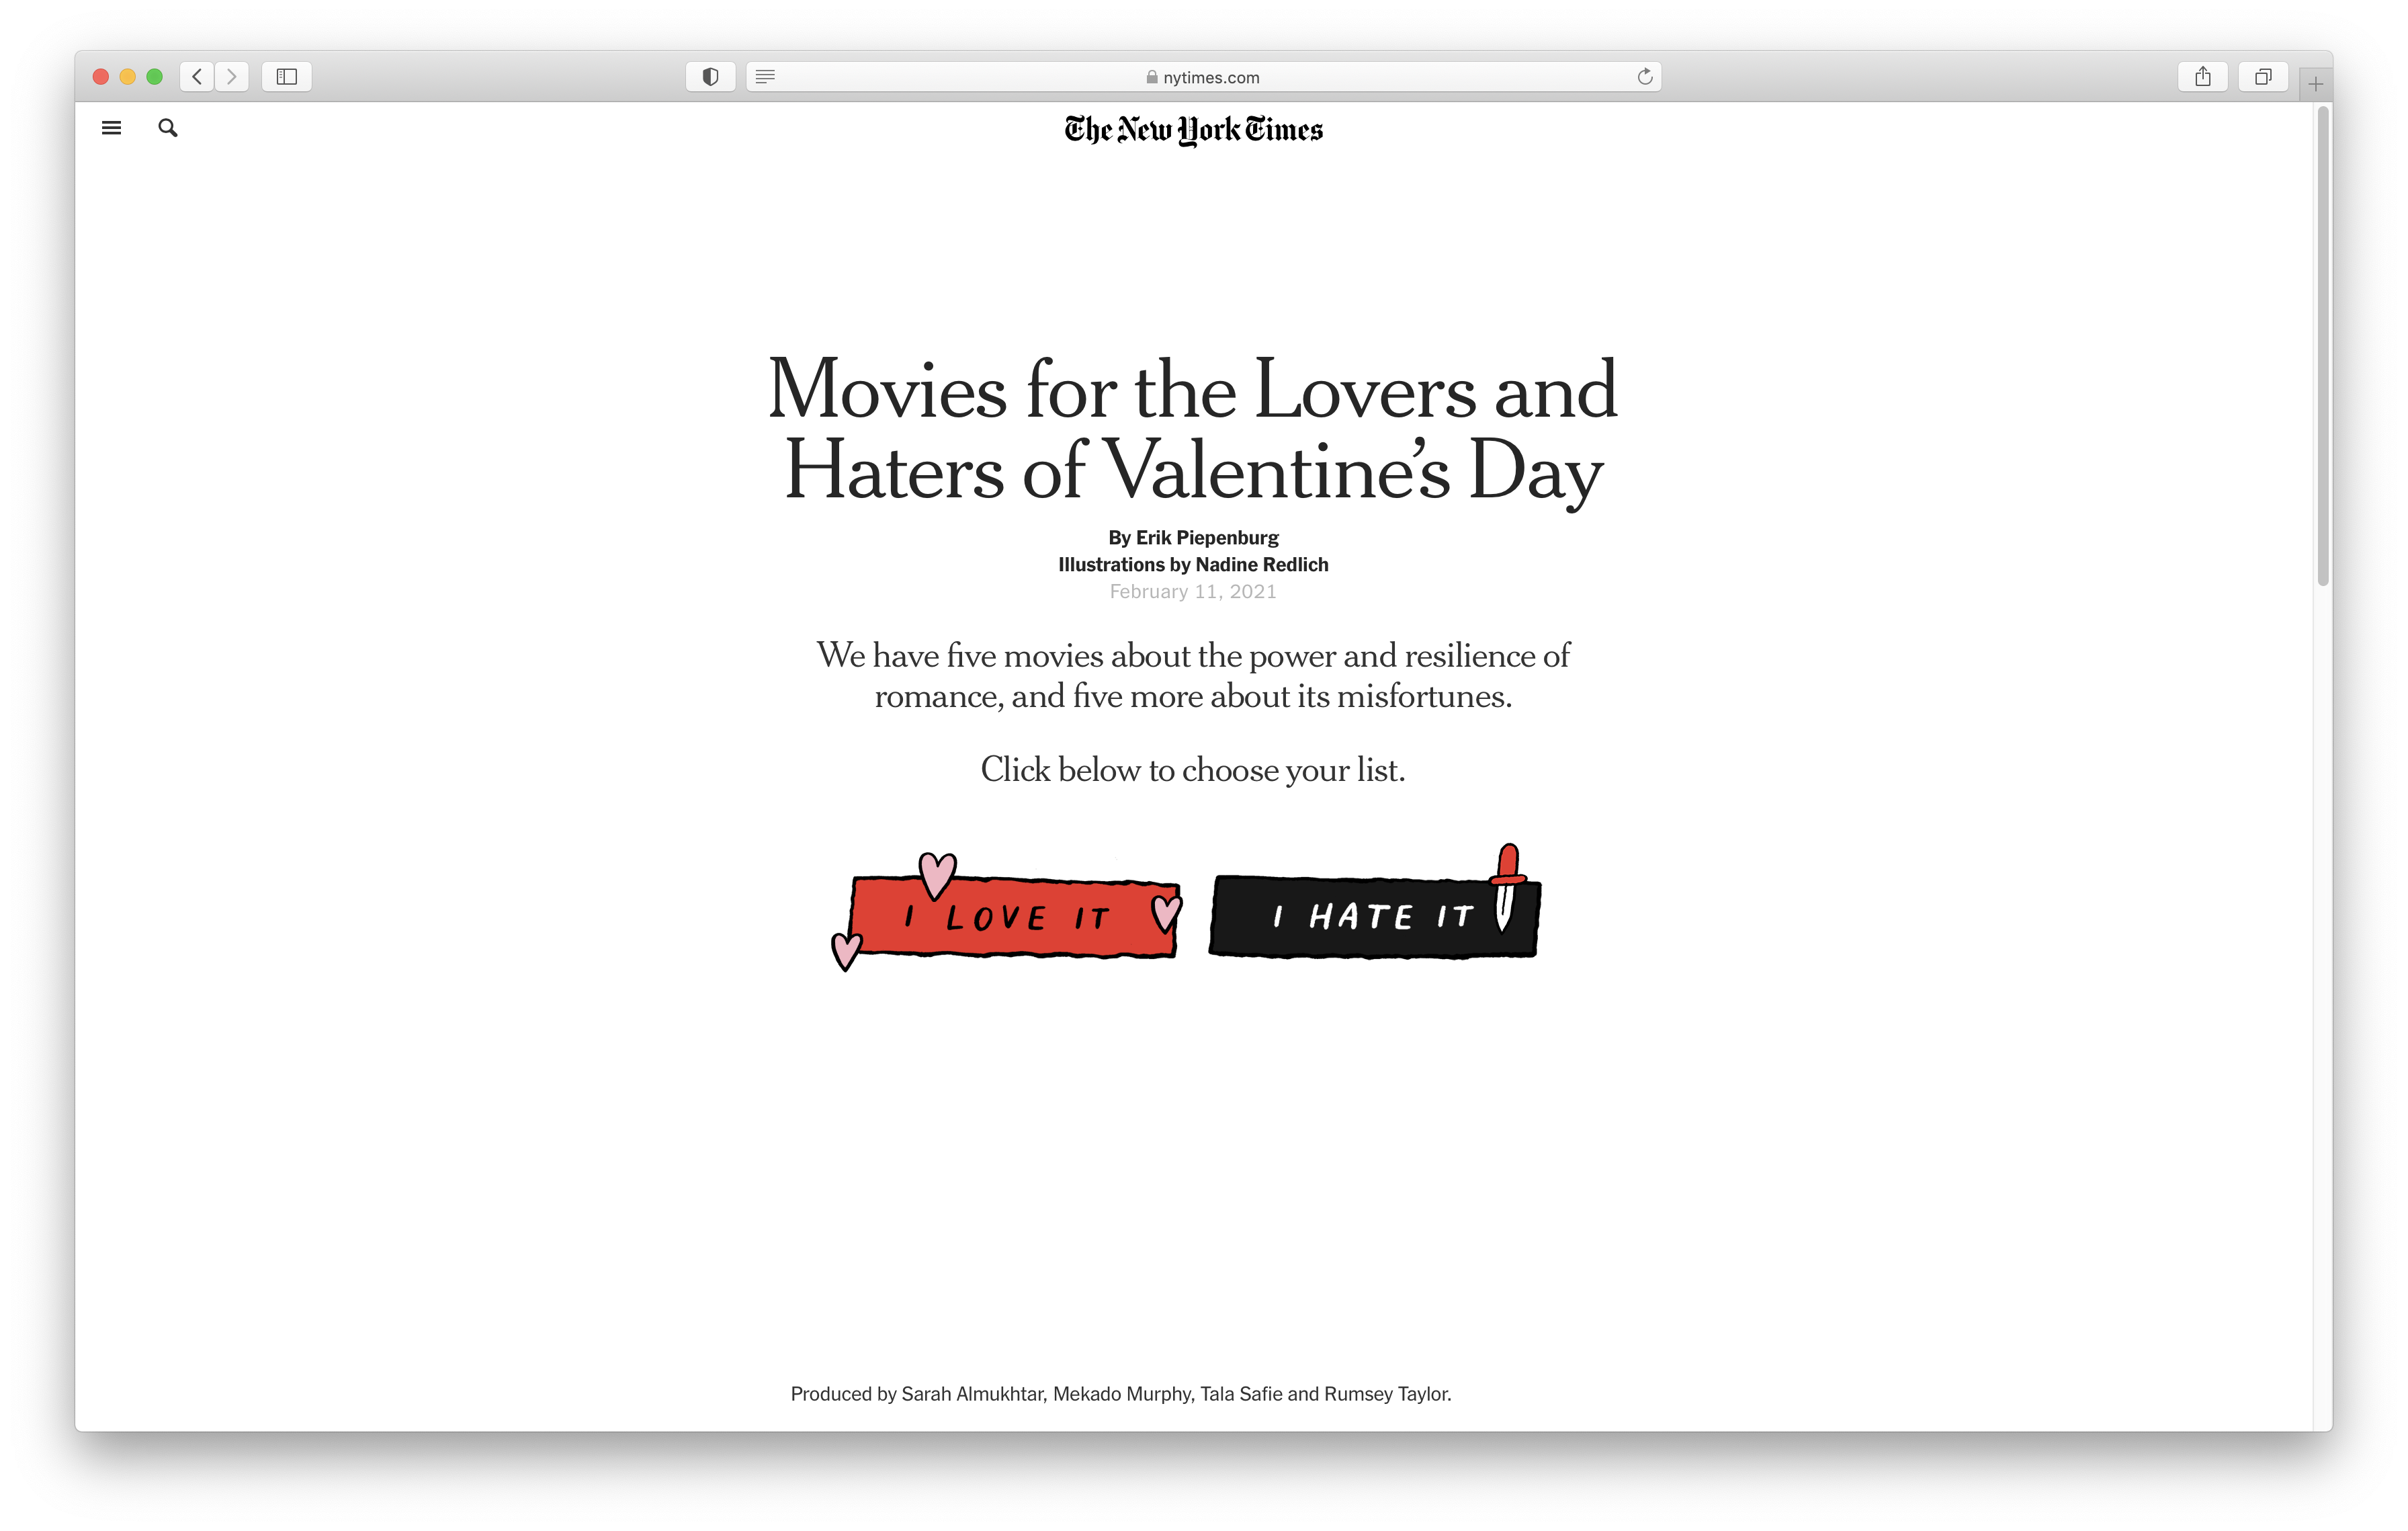 nytimes.com
The New York Times
Movies for the Lovers and
Haters of Valentine’s Day
By Erik Piepenburg
Illustrations by Nadine Redlich
February 11, 2021
We have five movies about the power and resilience of
romance, and five more about its misfortunes.
Click below to choose your list.
I LOVE IT
I HATE IT
Produced by Sarah Almukhtar, Mekado Murphy, Tala Safie and Rumsey Taylor.